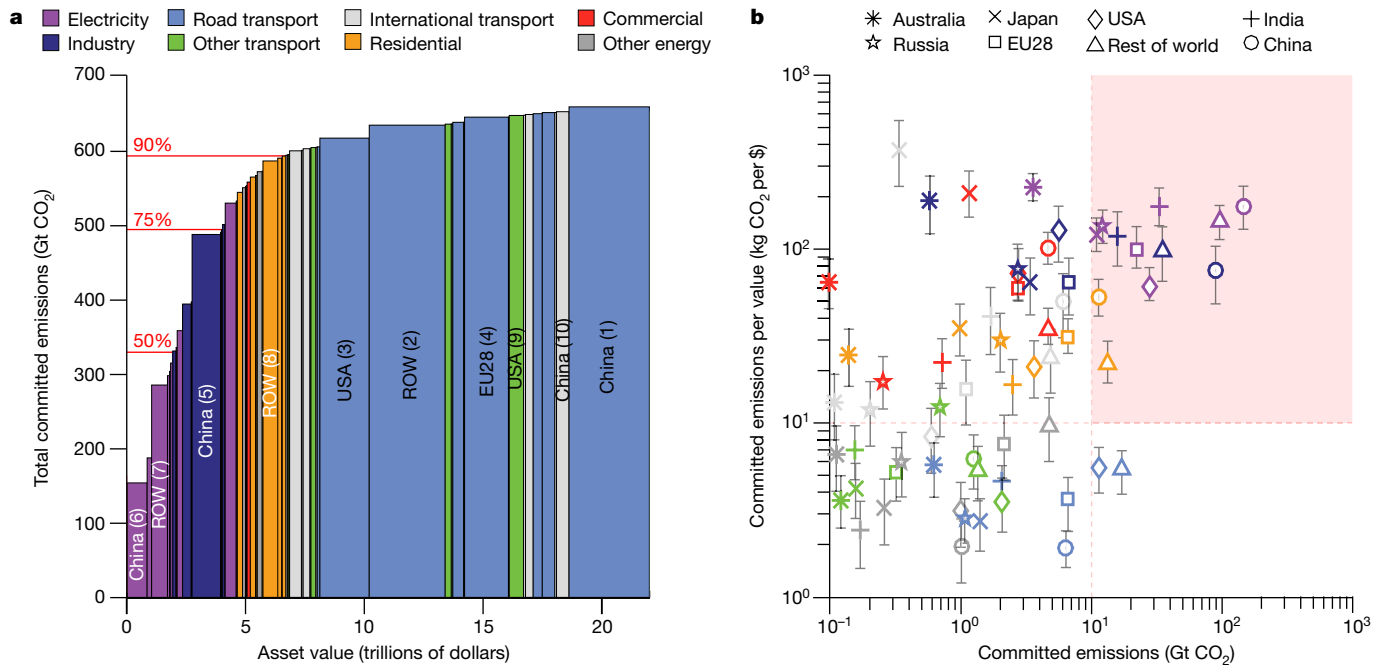 a
Electricity Road transport International transport Commercial
Industry Other transport Residential Other energy
700
600
500
400
300
200
100
0
Total committed emissions (Gt CO2)
90%
75%
50%
China (6)
ROW (7)
China (5)
ROW (8)
USA (3)
ROW (2)
EU28 (4)
USA (9)
China (10)
China (1)
0 5 10 15 20
Asset value (trillions of dollars)
b
Australia Japan USA India
Russia EU28 Rest of world China
10³
10²
10¹
10⁰
Committed emissions per value (kg CO2 per $)
10⁻¹ 10⁰ 10¹ 10² 10³
Committed emissions (Gt CO2)